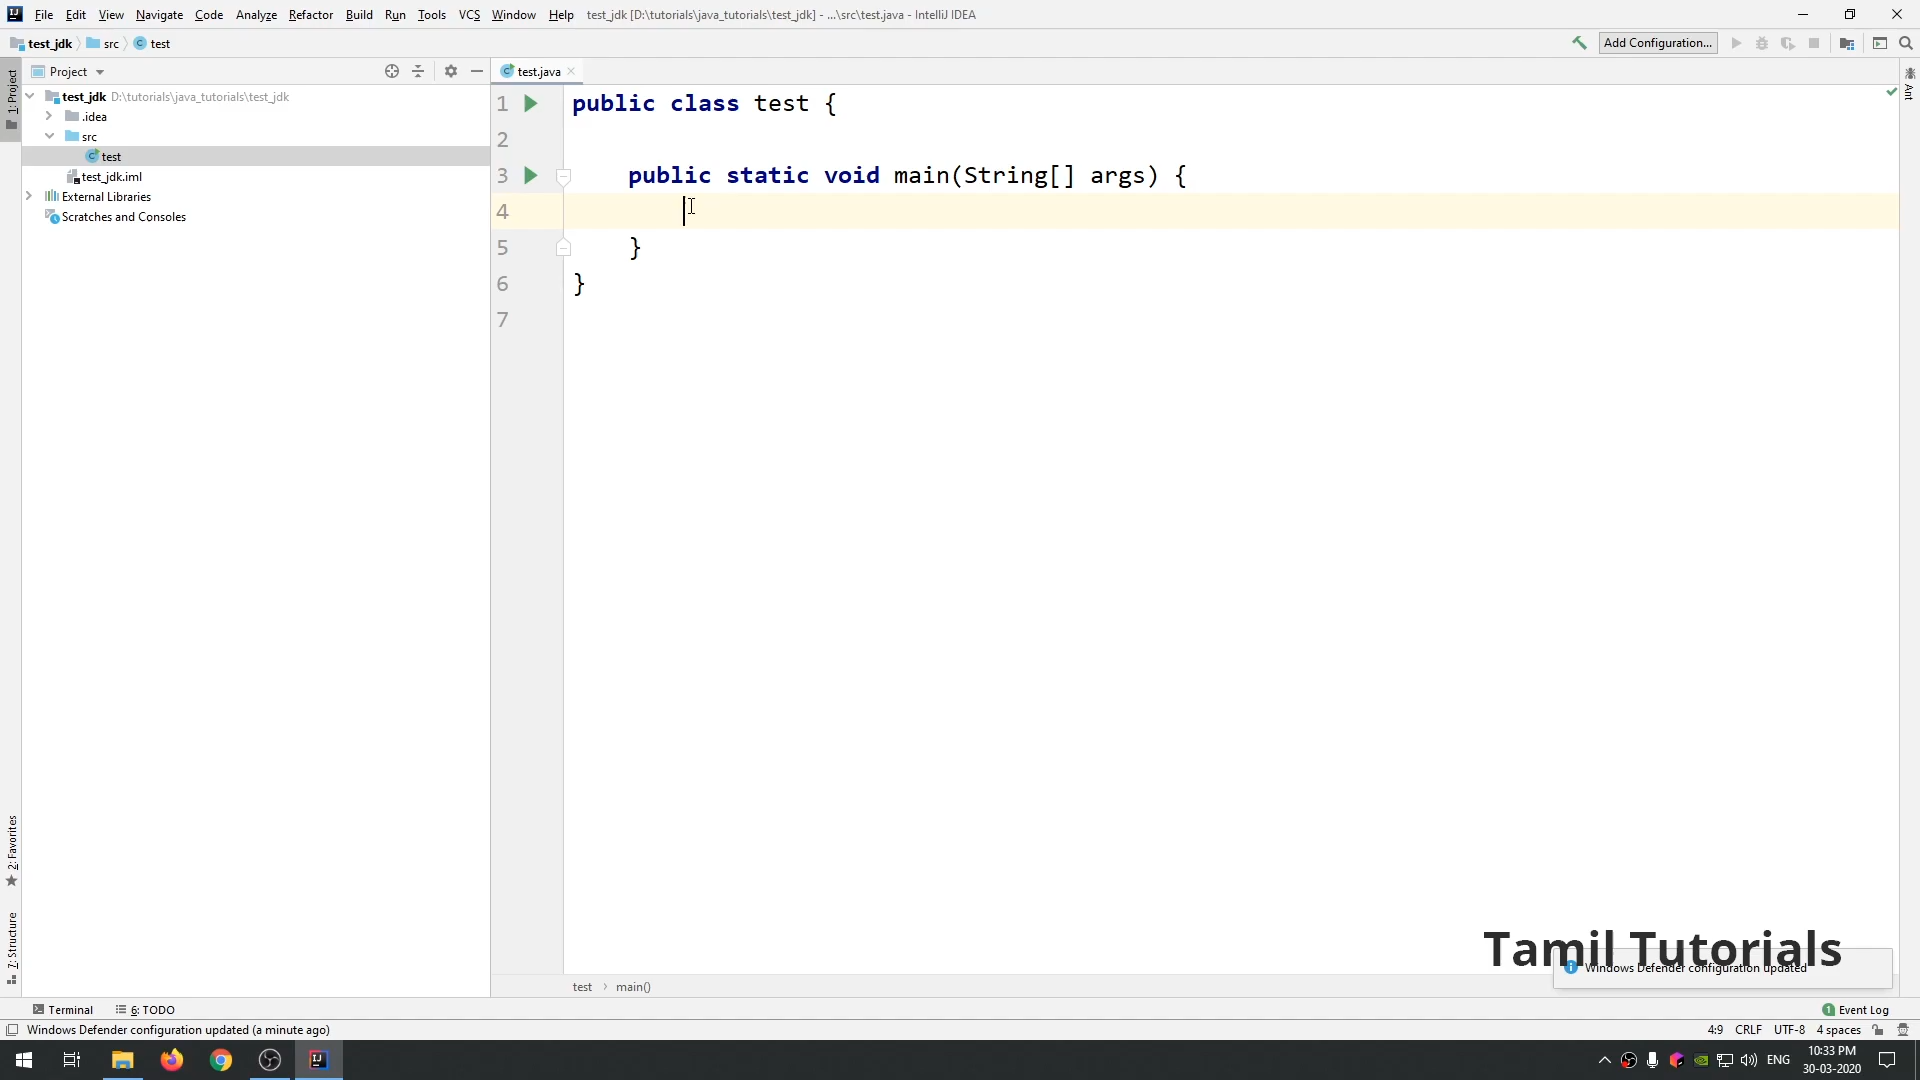 File Edit View Navigate Code Analyze Refactor Build Run Tools VCS Window Help test_jdk [D:\tutorials\java_tutorials\test_jdk] - ...\src\test.java - IntelliJ IDEA
test_jdk src test Add Configuration...
Project
test.java
1: Project
test_jdk D:\tutorials\java_tutorials\test_jdk
.idea
src
test
test_jdk.iml
External Libraries
Scratches and Consoles
1 public class test {
2
3 public static void main(String[] args) {
4
5 }
6 }
7
Ant
2: Favorites
7: Structure
Tamil Tutorials
Windows Defender configuration updated
test main()
Terminal 6: TODO 1 Event Log
Windows Defender configuration updated (a minute ago) 4:9 CRLF UTF-8 4 spaces
ENG 10:33 PM
30-03-2020